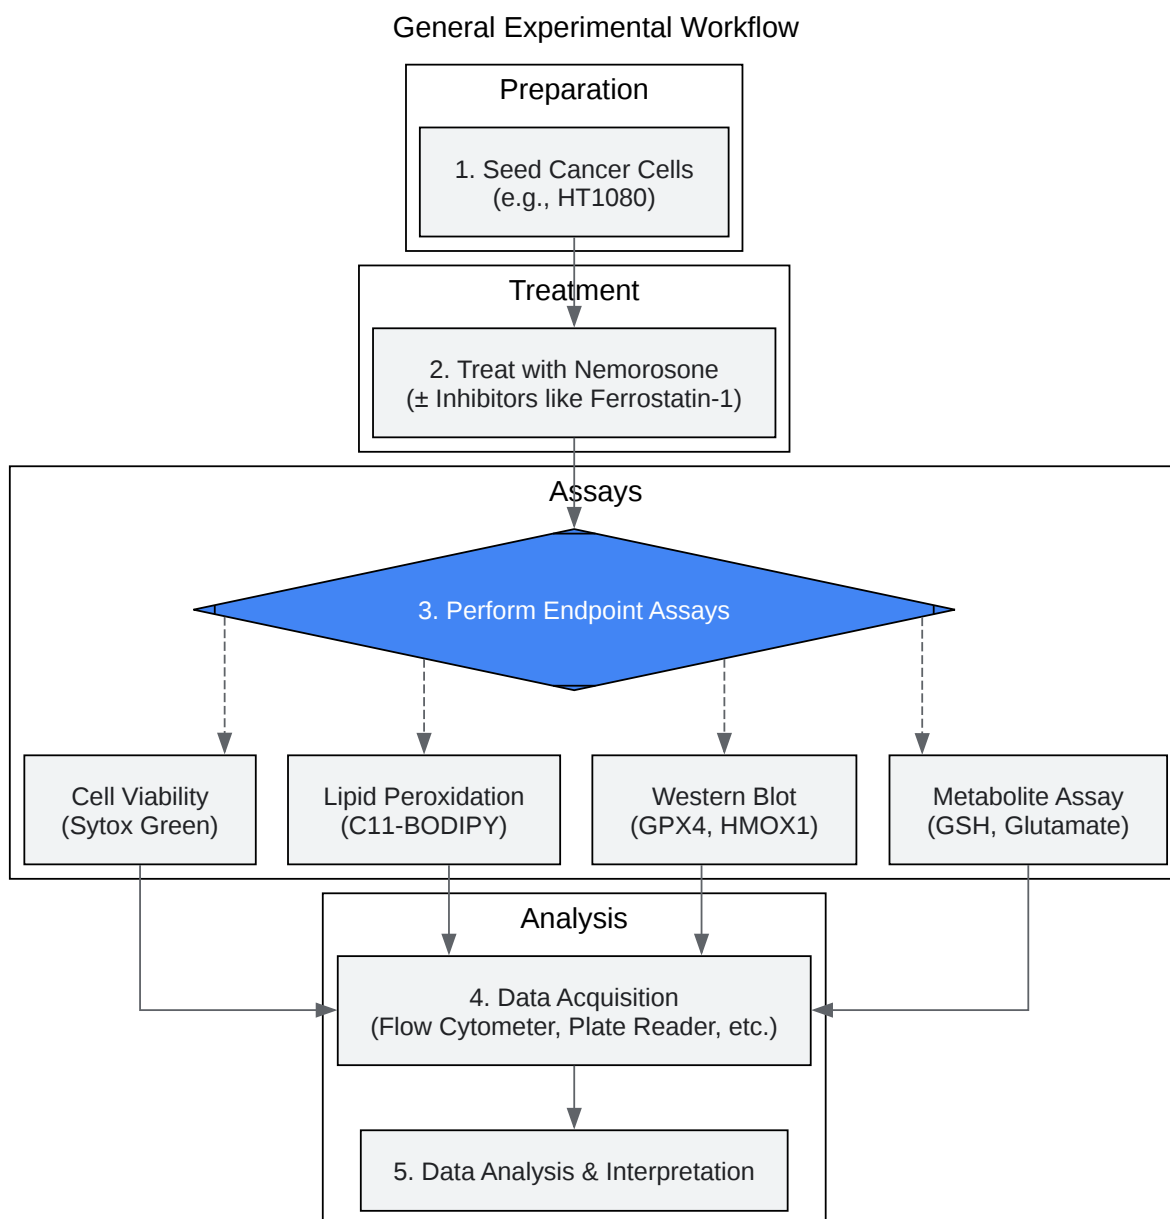 General Experimental Workflow
Preparation
1. Seed Cancer Cells
(e.g., HT1080)
Treatment
2. Treat with Nemorosone
(± Inhibitors like Ferrostatin-1)
Assays
3. Perform Endpoint Assays
Cell Viability
(Sytox Green)
Lipid Peroxidation
(C11-BODIPY)
Western Blot
(GPX4, HMOX1)
Metabolite Assay
(GSH, Glutamate)
Analysis
4. Data Acquisition
(Flow Cytometer, Plate Reader, etc.)
5. Data Analysis & Interpretation